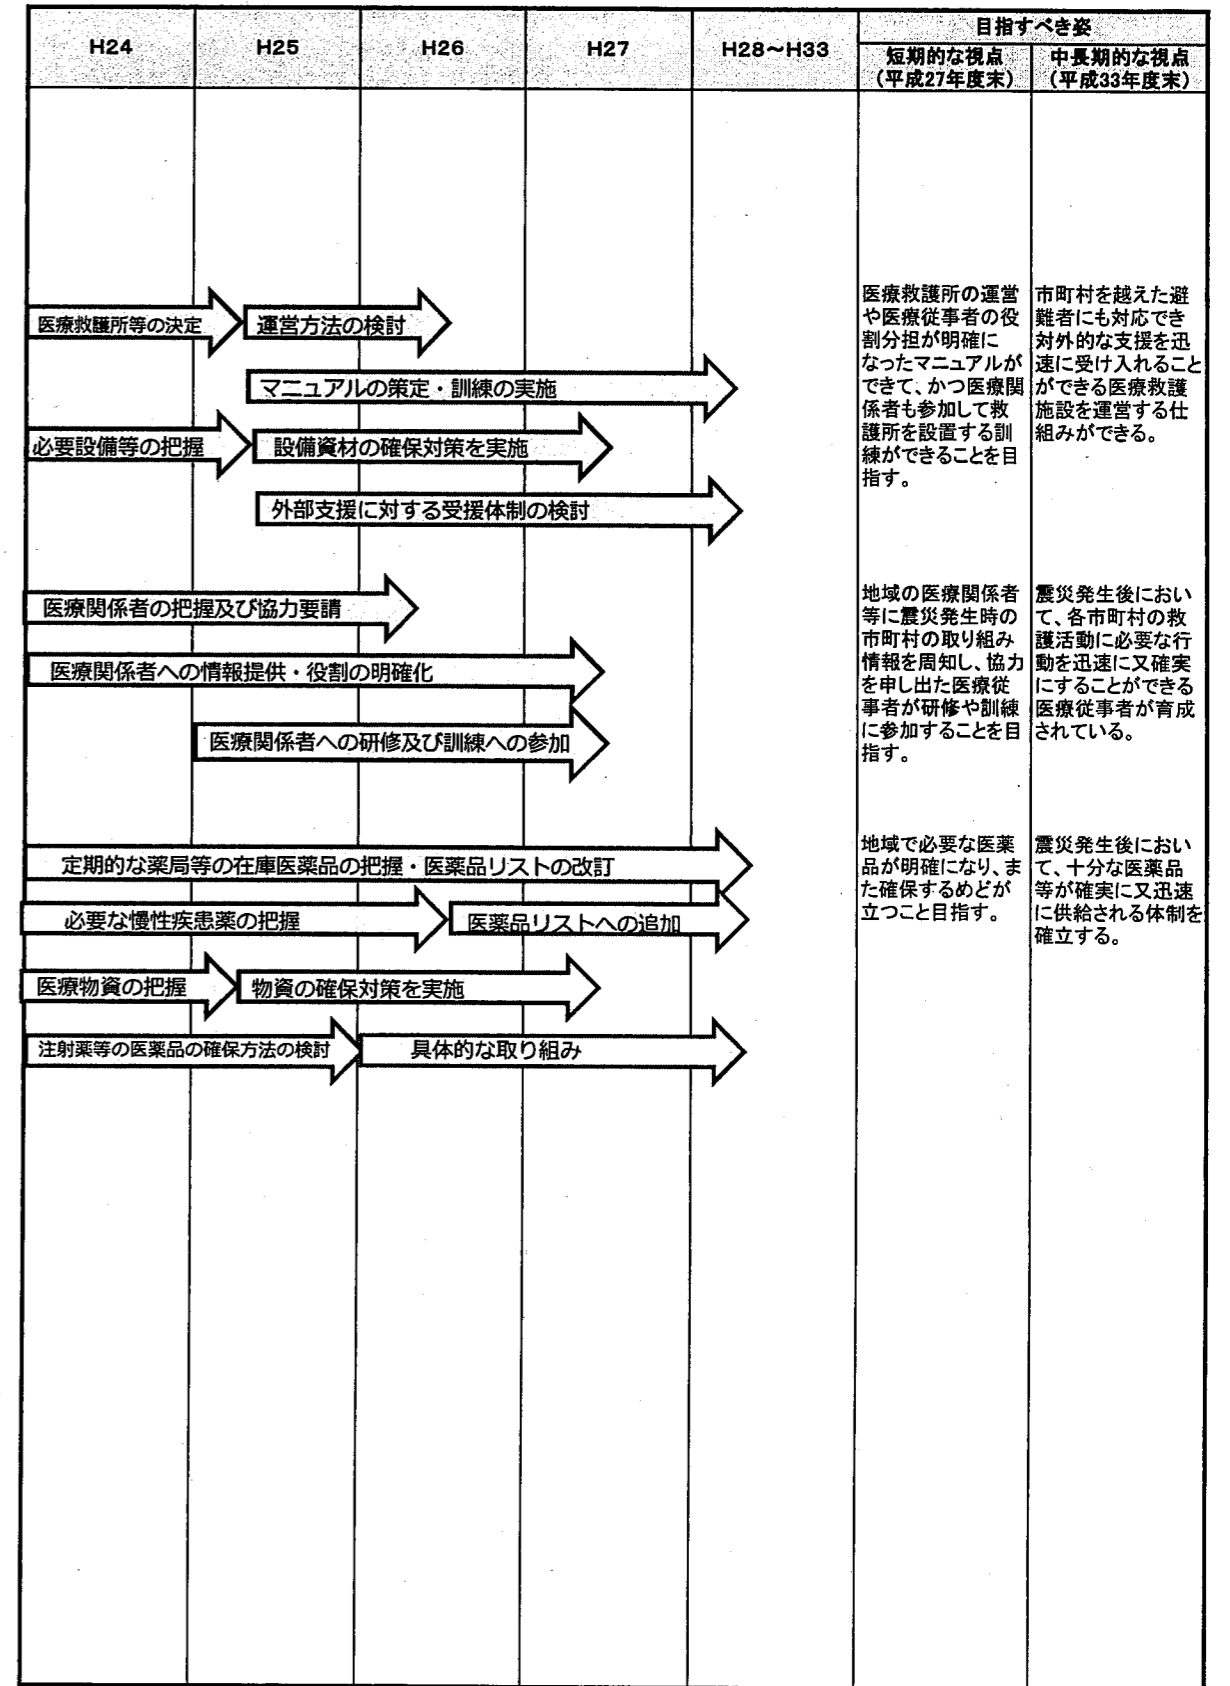 H24
H25
H26
H27
H28～H33
目指すべき姿
短期的な視点
(平成27年度末)
中長期的な視点
(平成33年度末)
医療救護所等の決定
運営方法の検討
マニュアルの策定・訓練の実施
必要設備等の把握
設備資材の確保対策を実施
外部支援に対する受援体制の検討
医療救護所の運営
や医療従事者の役
割分担が明確に
なったマニュアルが
できて、かつ医療関
係者も参加して救
護所を設置する訓
練ができることを目
指す。
市町村を越えた避
難者にも対応でき
対外的な支援を迅
速に受け入れること
ができる医療救護
施設を運営する仕
組みができる。
医療関係者の把握及び協力要請
医療関係者への情報提供・役割の明確化
医療関係者への研修及び訓練への参加
地域の医療関係者
等に震災発生時の
市町村の取り組み
情報を周知し、協力
を申し出た医療従
事者が研修や訓練
に参加することを目
指す。
震災発生後におい
て、各市町村の救
護活動に必要な行
動を迅速に又確実
にすることができる
医療従事者が育成
されている。
定期的な薬局等の在庫医薬品の把握・医薬品リストの改訂
必要な慢性疾患薬の把握
医薬品リストへの追加
医療物資の把握
物資の確保対策を実施
注射薬等の医薬品の確保方法の検討
具体的な取り組み
地域で必要な医薬
品が明確になり、ま
た確保するめどが
立つこと目指す。
震災発生後におい
て、十分な医薬品
等が確実に又迅速
に供給される体制を
確立する。